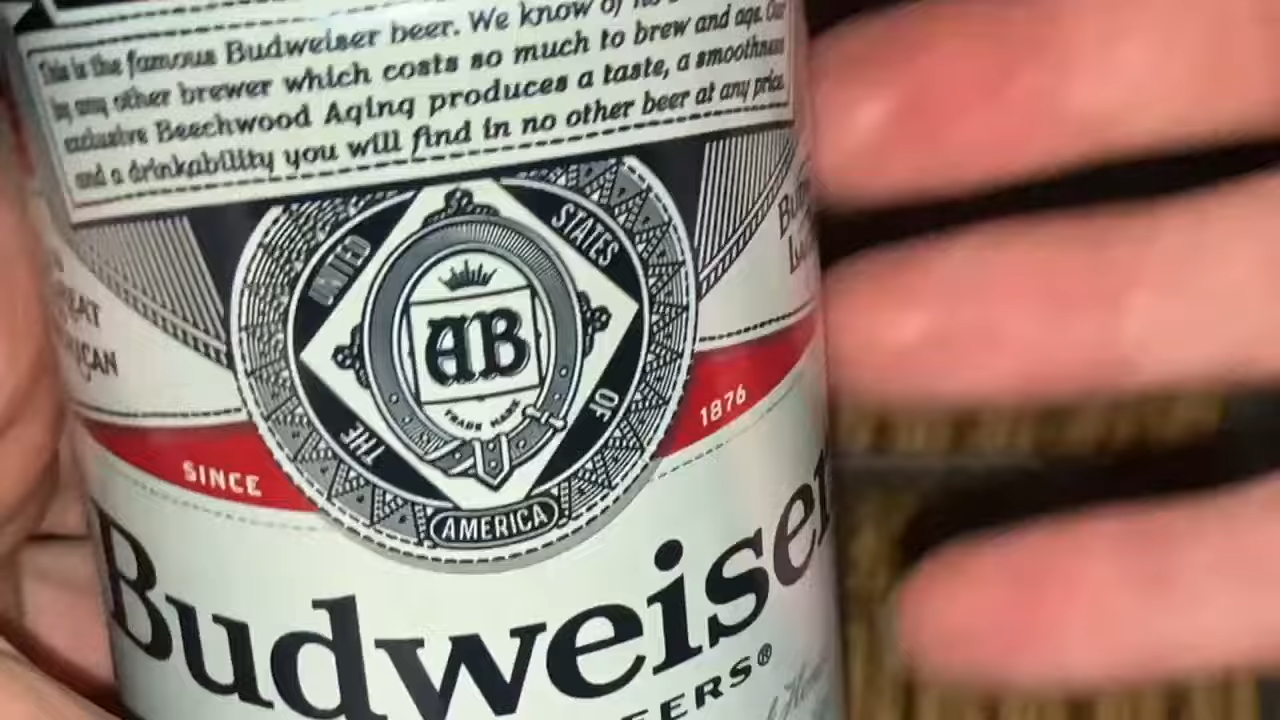 This is the famous Budweiser beer. We know of no
by any other brewer which costs so much to brew and age. Our
exclusive Beechwood Aging produces a taste, a smoothness
and a drinkability you will find in no other beer at any price.
UNITED
STATES
OF
THE
AMERICA
AB
TRADE MARK
SINCE
1876
Budweiser